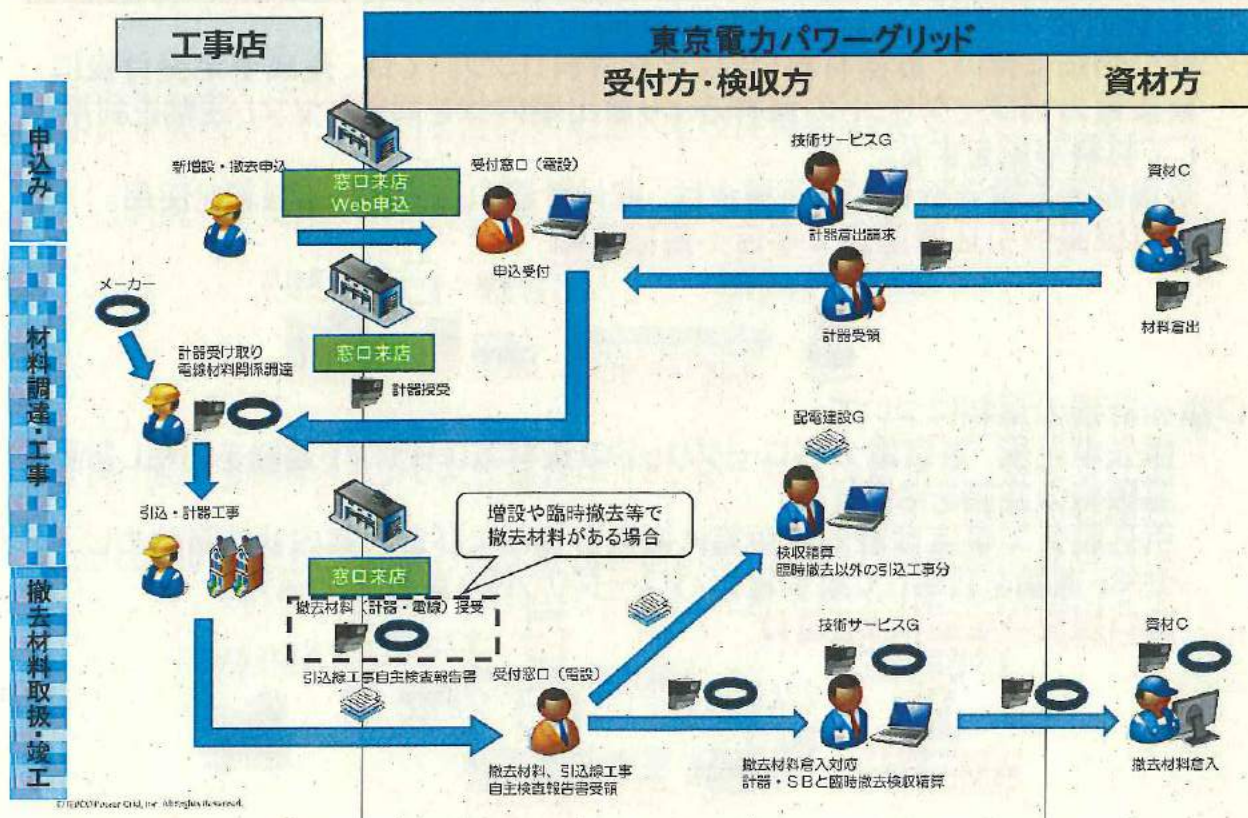 工事店
東京電力パワーグリッド
受付方・検収方
資材方
申込み
新増設・撤去申込
窓口来店
Web申込
受付窓口（電設）
申込受付
技術サービスG
計器倉出請求
資材C
材料倉出
計器受領
材料調達・工事
メーカー
計器受け取り
電線材料関係調達
窓口来店
計器授受
配電建設G
検収精算
臨時撤去以外の引込工事分
引込・計器工事
増設や臨時撤去等で
撤去材料がある場合
撤去材料取扱・竣工
窓口来店
撤去材料（計器・電線）授受
引込線工事自主検査報告書
受付窓口（電設）
撤去材料、引込線工事
自主検査報告書受領
技術サービスG
撤去材料倉入対応
計器・SBと臨時撤去検収精算
資材C
撤去材料倉入
©TEPCO Power Grid, Inc. All Rights Reserved.